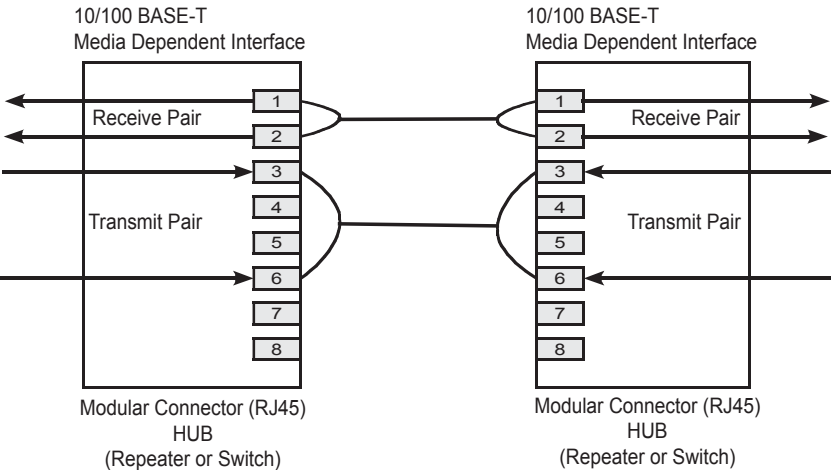 10/100 BASE-T
Media Dependent Interface
1
Receive Pair
2
3
4
Transmit Pair
5
6
7
8
Modular Connector (RJ45)
HUB
(Repeater or Switch)
10/100 BASE-T
Media Dependent Interface
1
Receive Pair
2
3
4
Transmit Pair
5
6
7
8
Modular Connector (RJ45)
HUB
(Repeater or Switch)